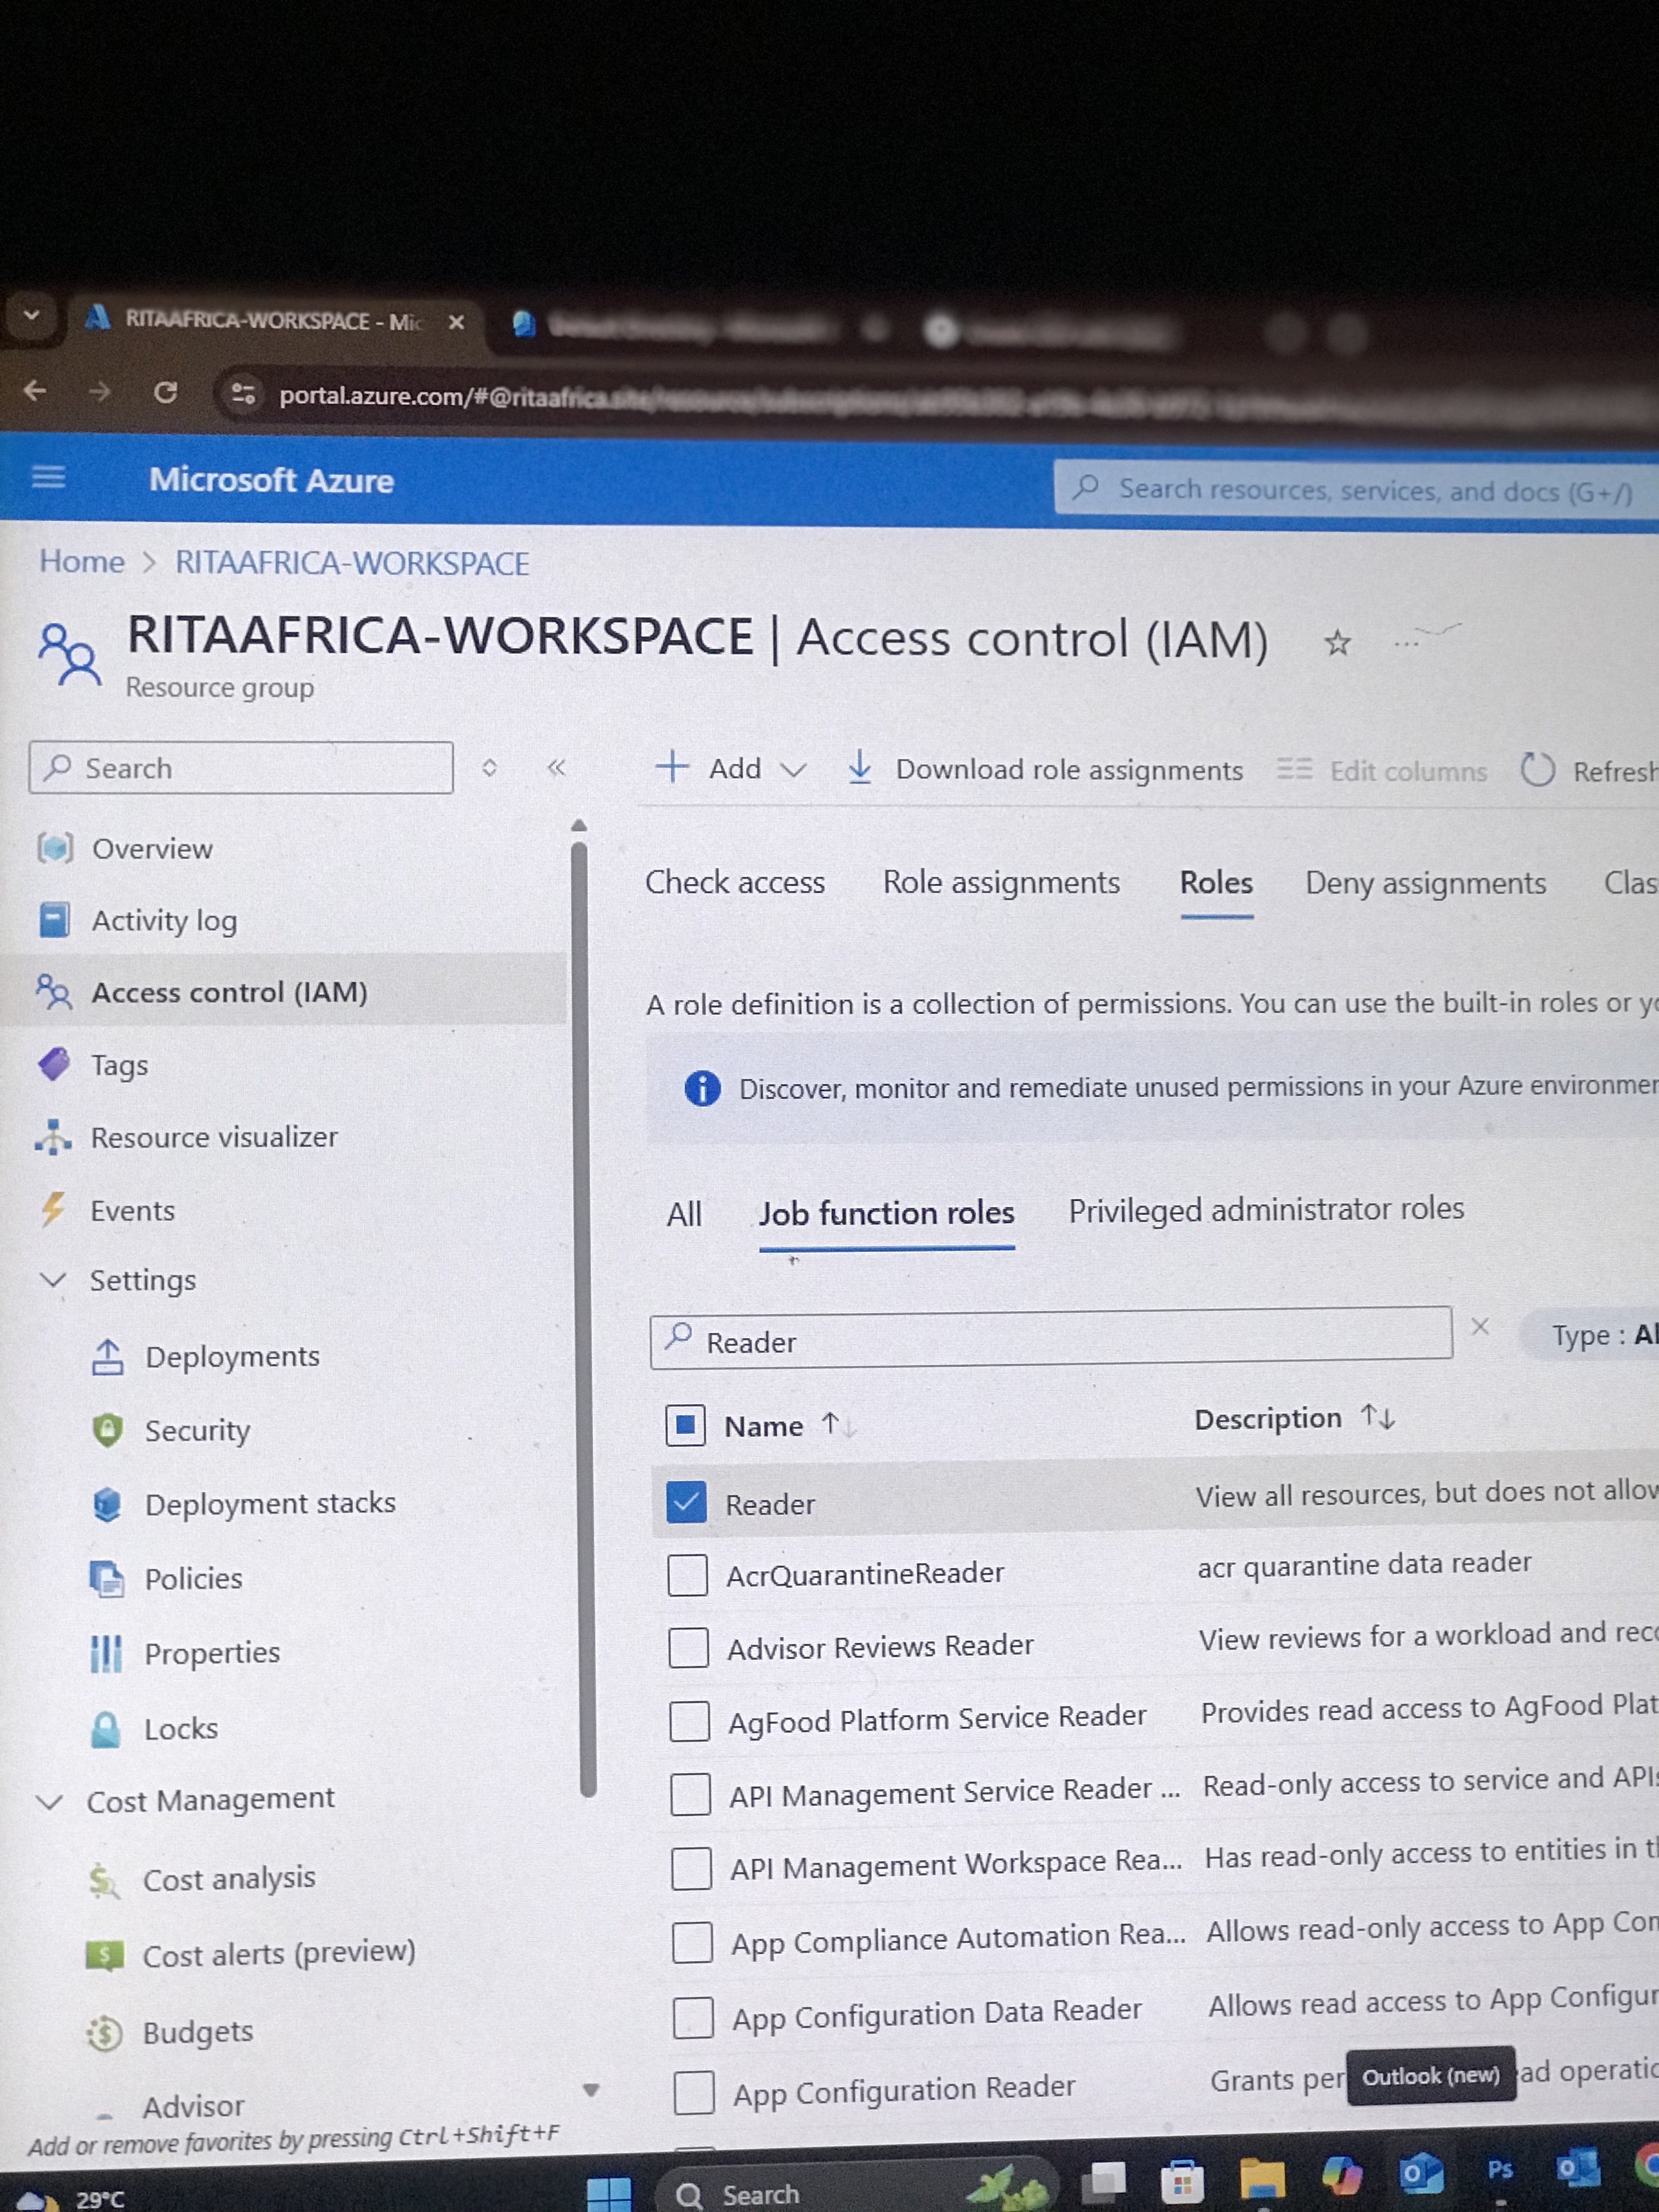 RITAAFRICA-WORKSPACE - Mic
portal.azure.com/#@ritaafrica.site/
Microsoft Azure
Search resources, services, and docs (G+/)
Home > RITAAFRICA-WORKSPACE
RITAAFRICA-WORKSPACE | Access control (IAM)
Resource group
Search
Add
Download role assignments
Edit columns
Refresh
Overview
Activity log
Access control (IAM)
Tags
Resource visualizer
Events
Settings
Deployments
Security
Deployment stacks
Policies
Properties
Locks
Cost Management
Cost analysis
Cost alerts (preview)
Budgets
Advisor
Add or remove favorites by pressing Ctrl+Shift+F
Check access Role assignments Roles Deny assignments Clas
A role definition is a collection of permissions. You can use the built-in roles or yo
Discover, monitor and remediate unused permissions in your Azure environmen
All Job function roles Privileged administrator roles
Reader
Type : Al
Name Description
Reader View all resources, but does not allow
AcrQuarantineReader acr quarantine data reader
Advisor Reviews Reader View reviews for a workload and reco
AgFood Platform Service Reader Provides read access to AgFood Plat
API Management Service Reader ... Read-only access to service and APIs
API Management Workspace Rea... Has read-only access to entities in th
App Compliance Automation Rea... Allows read-only access to App Com
App Configuration Data Reader Allows read access to App Configur
App Configuration Reader Grants per ad operatio
Outlook (new)
29°C
Search
Ps